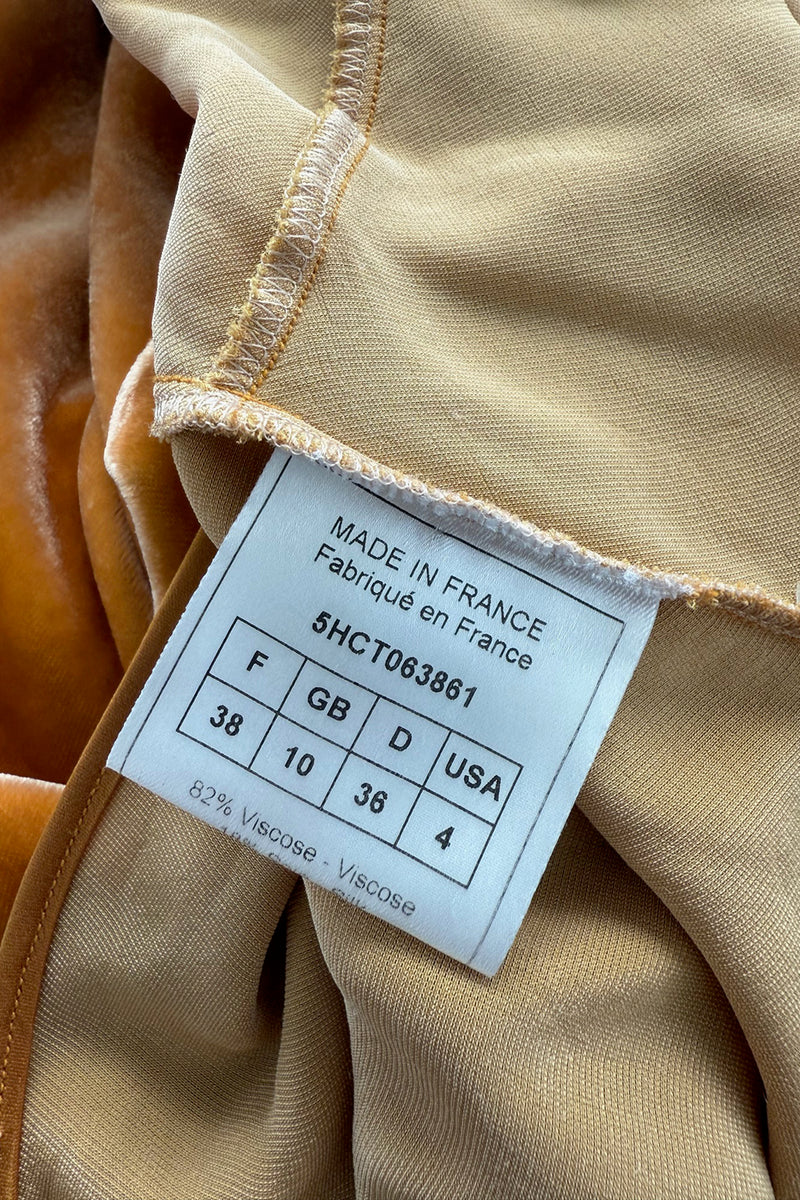 MADE IN FRANCE
Fabriqué en France
5HCT063861
F GB D USA
38 10 36 4
82% Viscose - Viscose